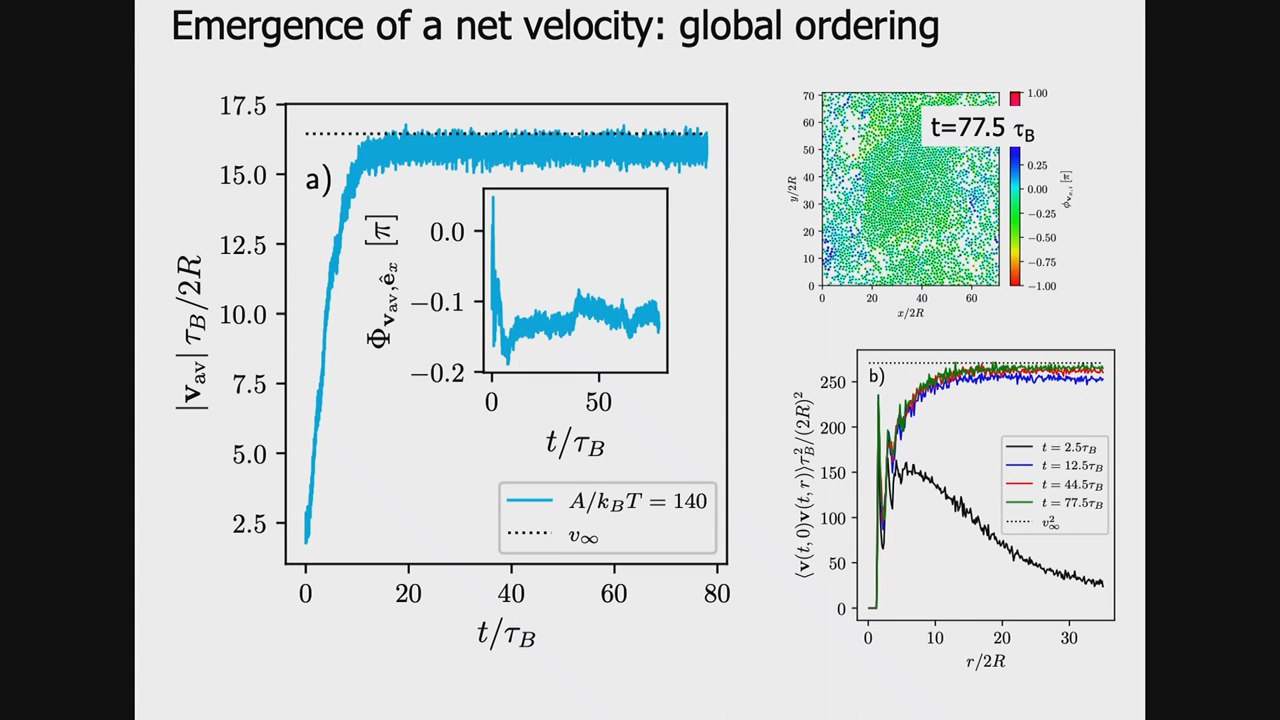 Emergence of a net velocity: global ordering
17.5
15.0
12.5
10.0
7.5
5.0
2.5
|v_av| τ_B/2R
a)
0
20
40
60
80
t/τ_B
0.0
−0.1
−0.2
Φ_{v_av,ê_x} [π]
0
50
t/τ_B
A/k_BT = 140
v_∞
70
60
50
40
30
20
10
0
y/2R
0
20
40
60
x/2R
t=77.5 τ_B
1.00
0.25
0.00
−0.25
−0.50
−0.75
−1.00
[π]
b)
250
200
150
100
50
0
⟨v(t,0)v(t,r)⟩τ_B^2/(2R)^2
t = 2.5τ_B
t = 12.5τ_B
t = 44.5τ_B
t = 77.5τ_B
v_∞^2
0
10
20
30
r/2R